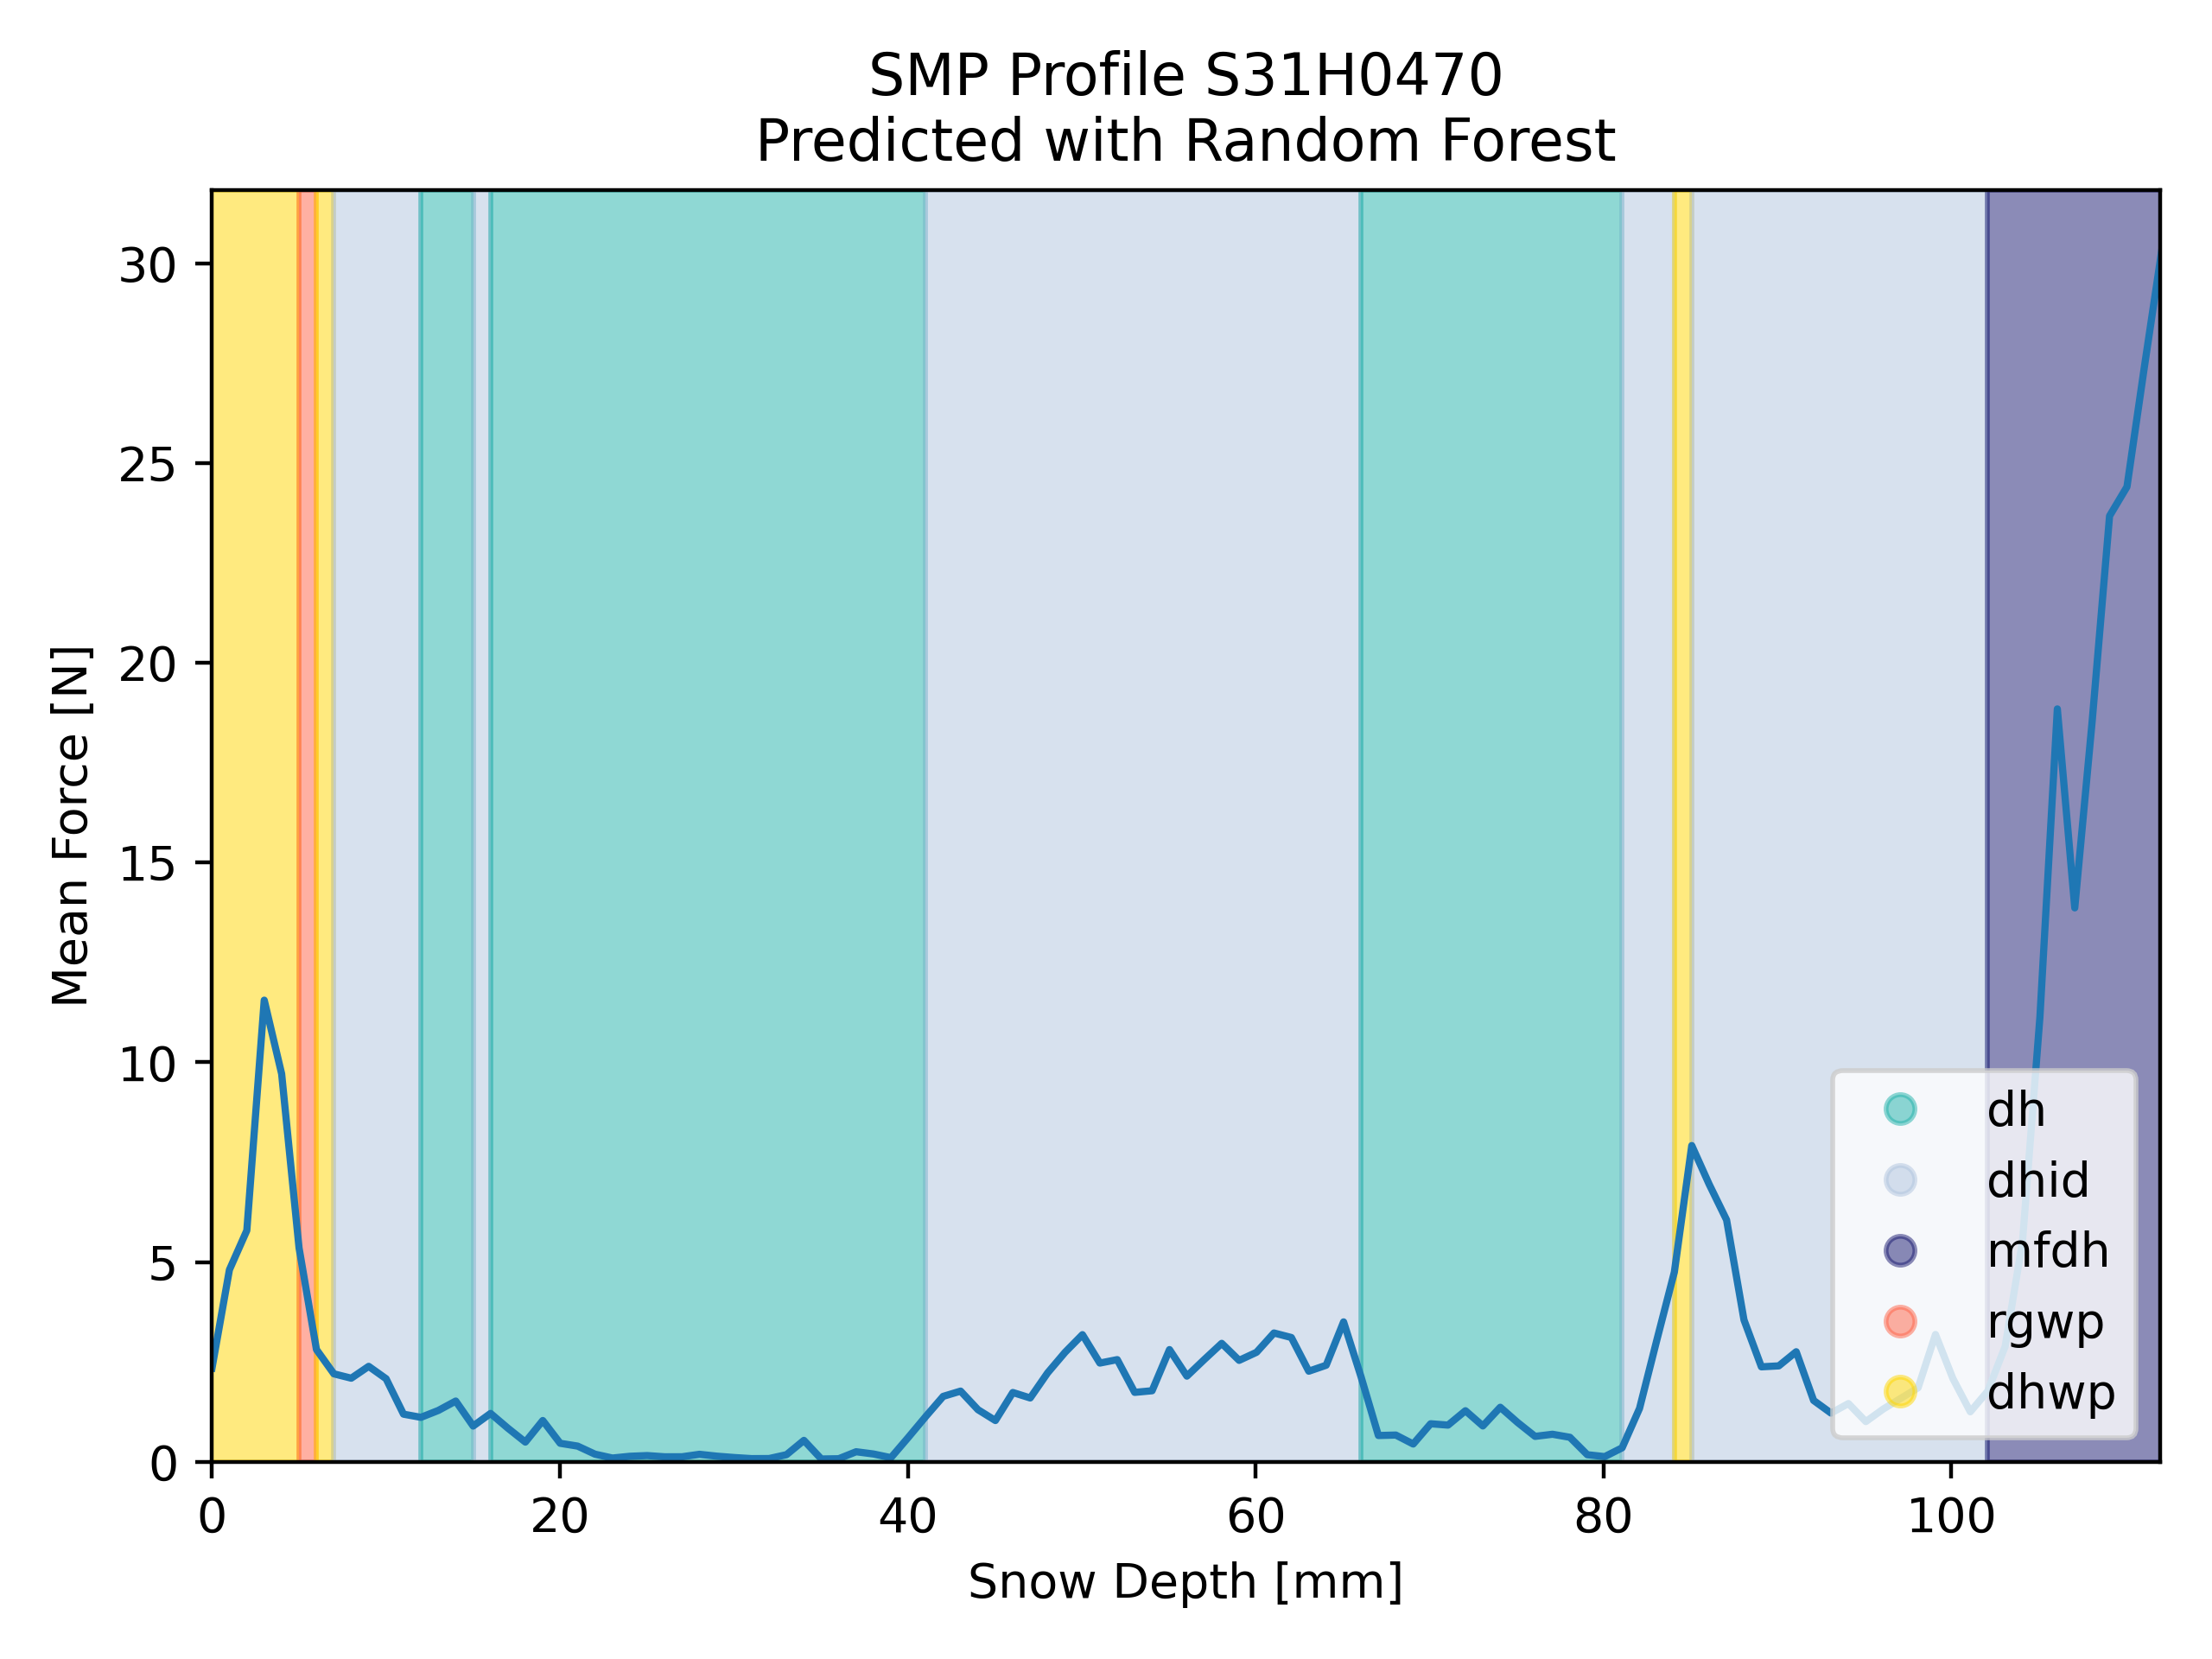 SMP Profile S31H0470
Predicted with Random Forest
Mean Force [N]
30
25
20
15
10
5
0
0 20 40 60 80 100
Snow Depth [mm]
dh
dhid
mfdh
rgwp
dhwp